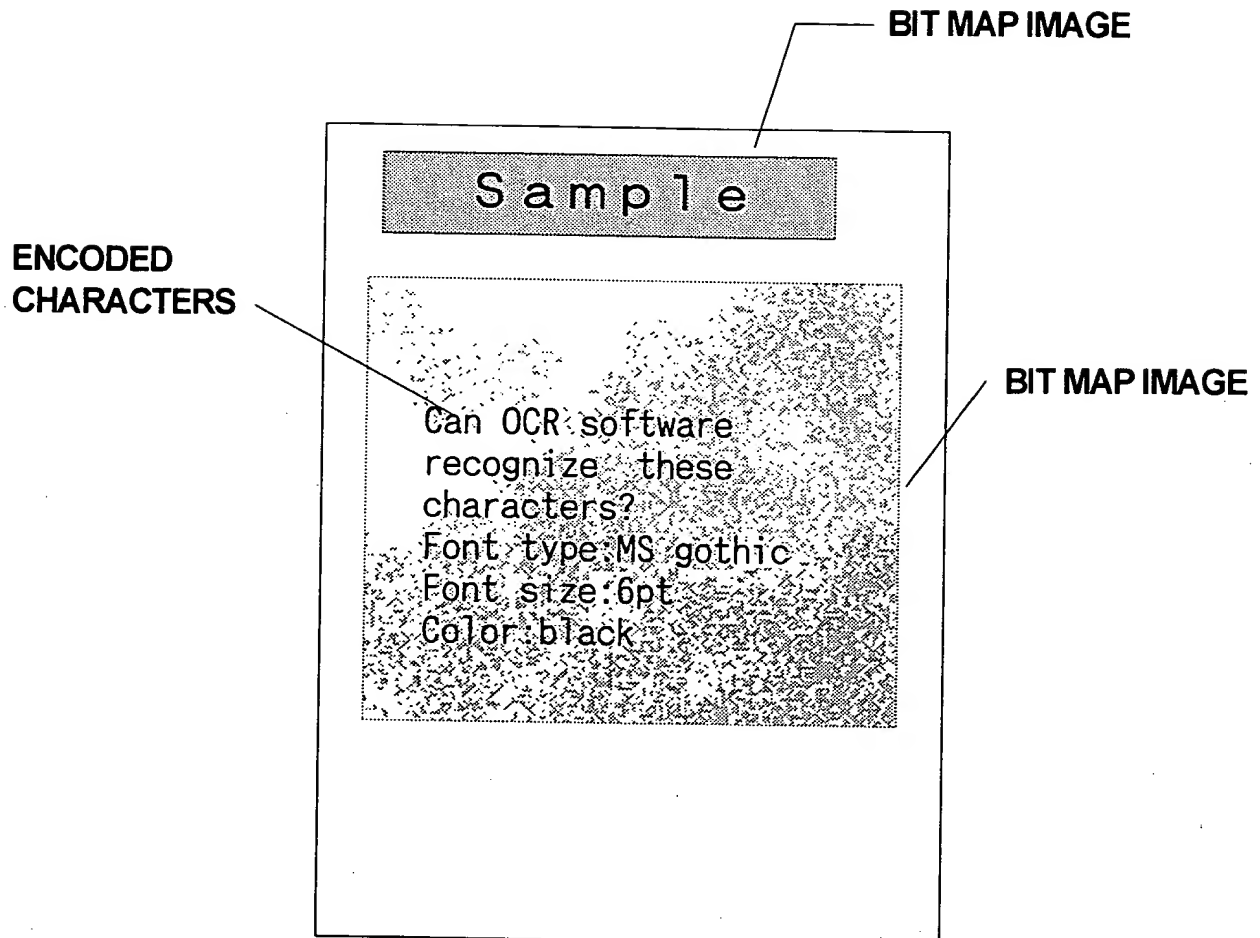 BIT MAP IMAGE
Sample
ENCODED
CHARACTERS
BIT MAP IMAGE
Can OCR software
recognize these
characters?
Font type:MS gothic
Font size:6pt
Color:black